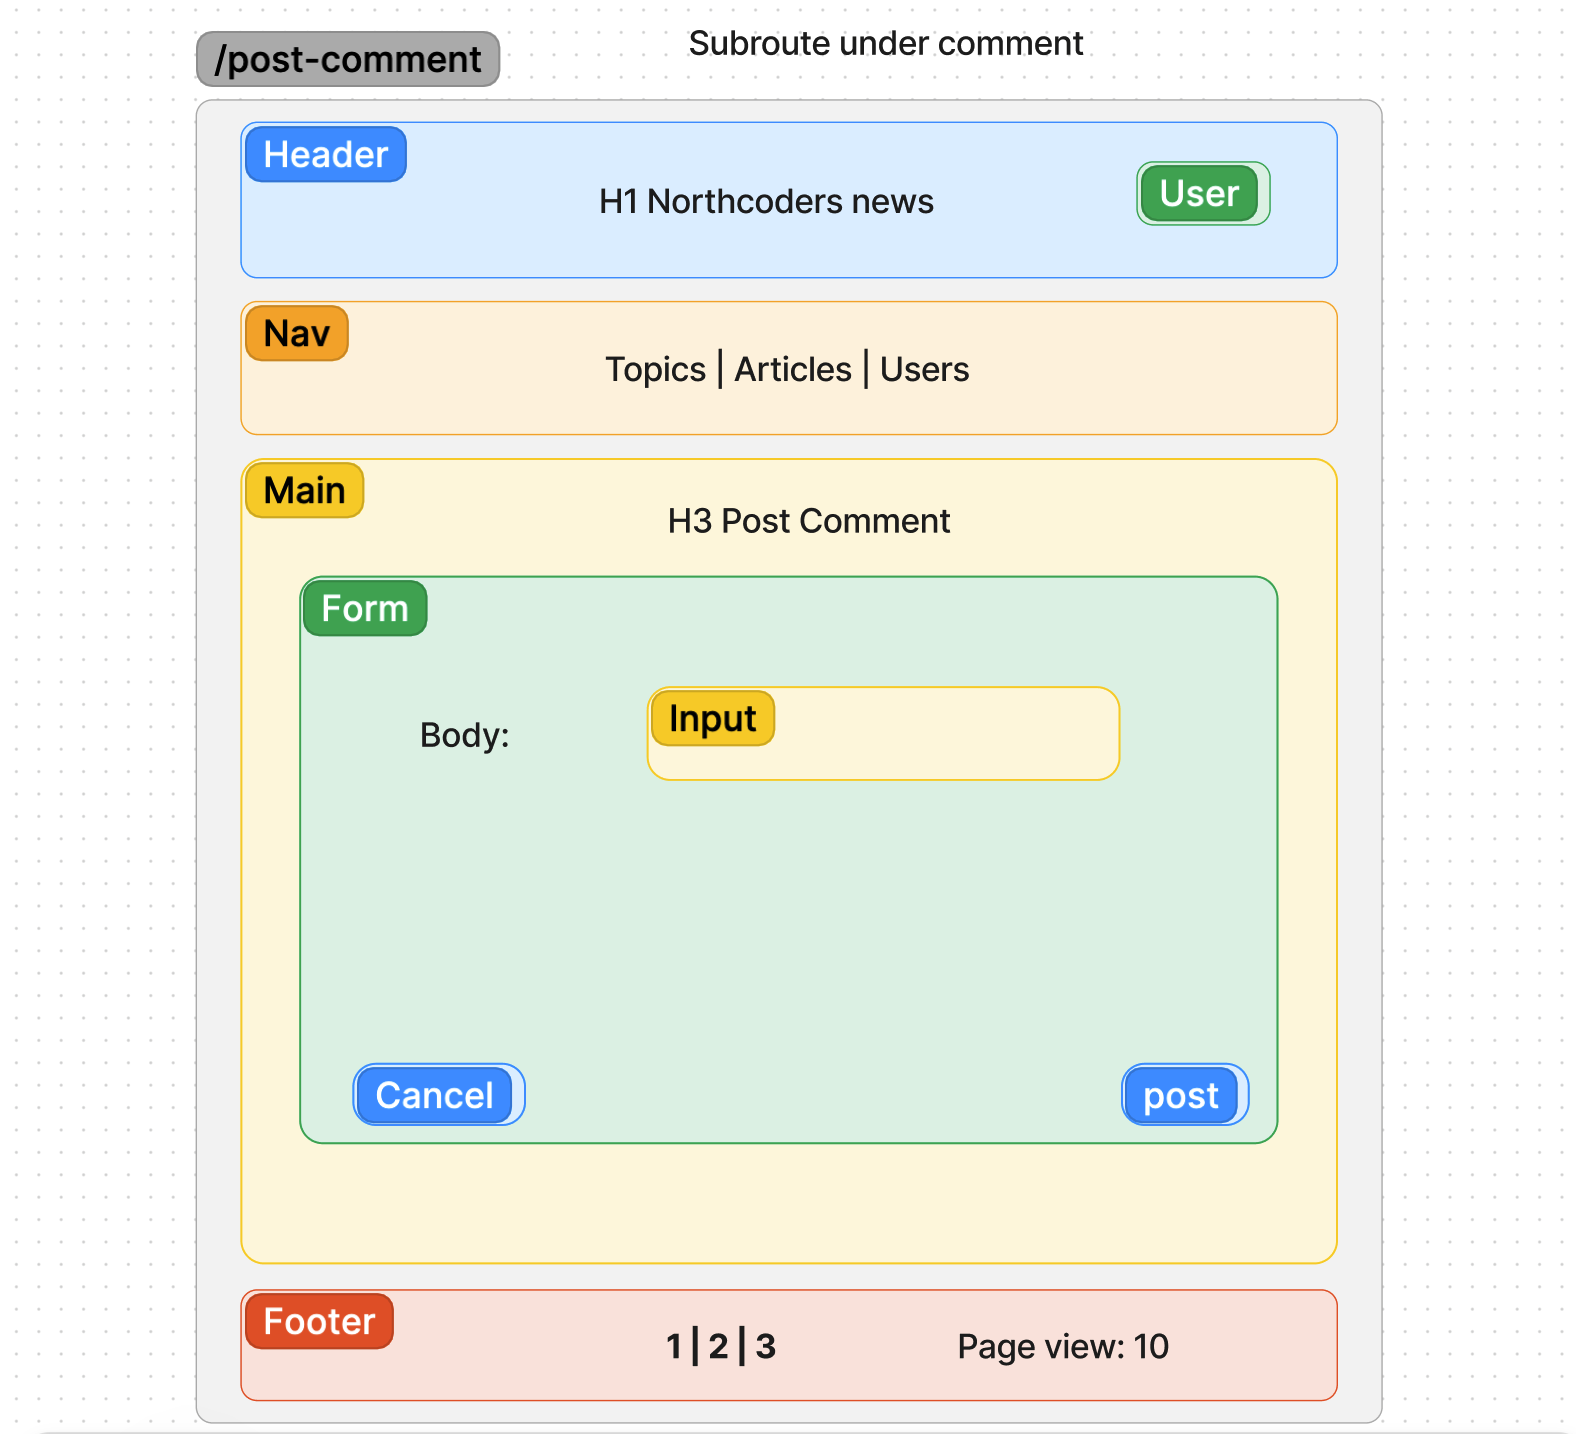 /post-comment
Subroute under comment
Header
H1 Northcoders news
User
Nav
Topics | Articles | Users
Main
H3 Post Comment
Form
Body:
Input
Cancel
post
Footer
1 | 2 | 3
Page view: 10